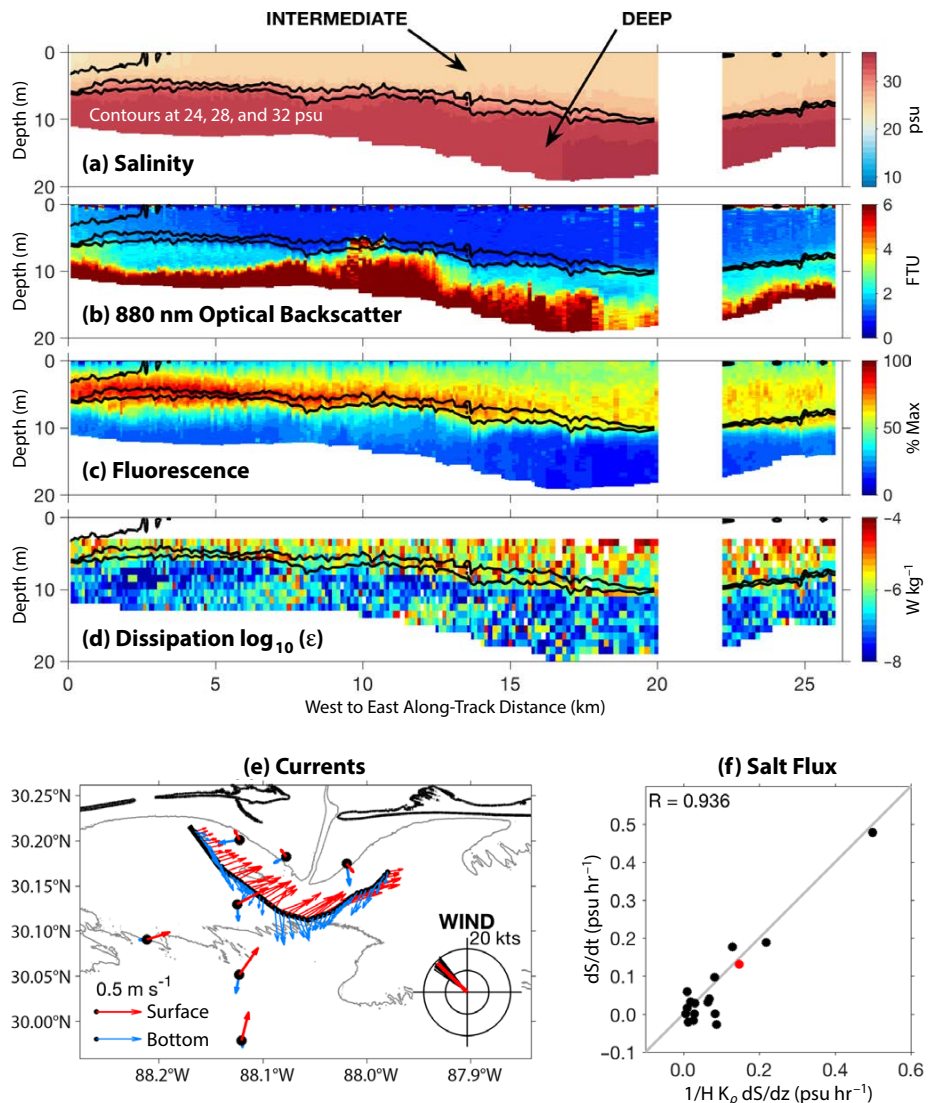 INTERMEDIATE DEEP
0
10
20
Depth (m)
Contours at 24, 28, and 32 psu
(a) Salinity
30
20
10
psu
0
10
20
Depth (m)
(b) 880 nm Optical Backscatter
6
4
2
0
FTU
0
10
20
Depth (m)
(c) Fluorescence
100
50
0
% Max
0
10
20
Depth (m)
(d) Dissipation log10 (ε)
−4
−6
−8
W kg−1
0 5 10 15 20 25
West to East Along-Track Distance (km)
(e) Currents
30.25°N
30.20°N
30.15°N
30.10°N
30.05°N
30.00°N
WIND
20 kts
0.5 m s−1
Surface
Bottom
88.2°W 88.1°W 88.0°W 87.9°W
(f) Salt Flux
R = 0.936
0.5
0.4
0.3
0.2
0.1
0.0
−0.1
dS/dt (psu hr−1)
0.0 0.2 0.4 0.6
1/H Kρ dS/dz (psu hr−1)